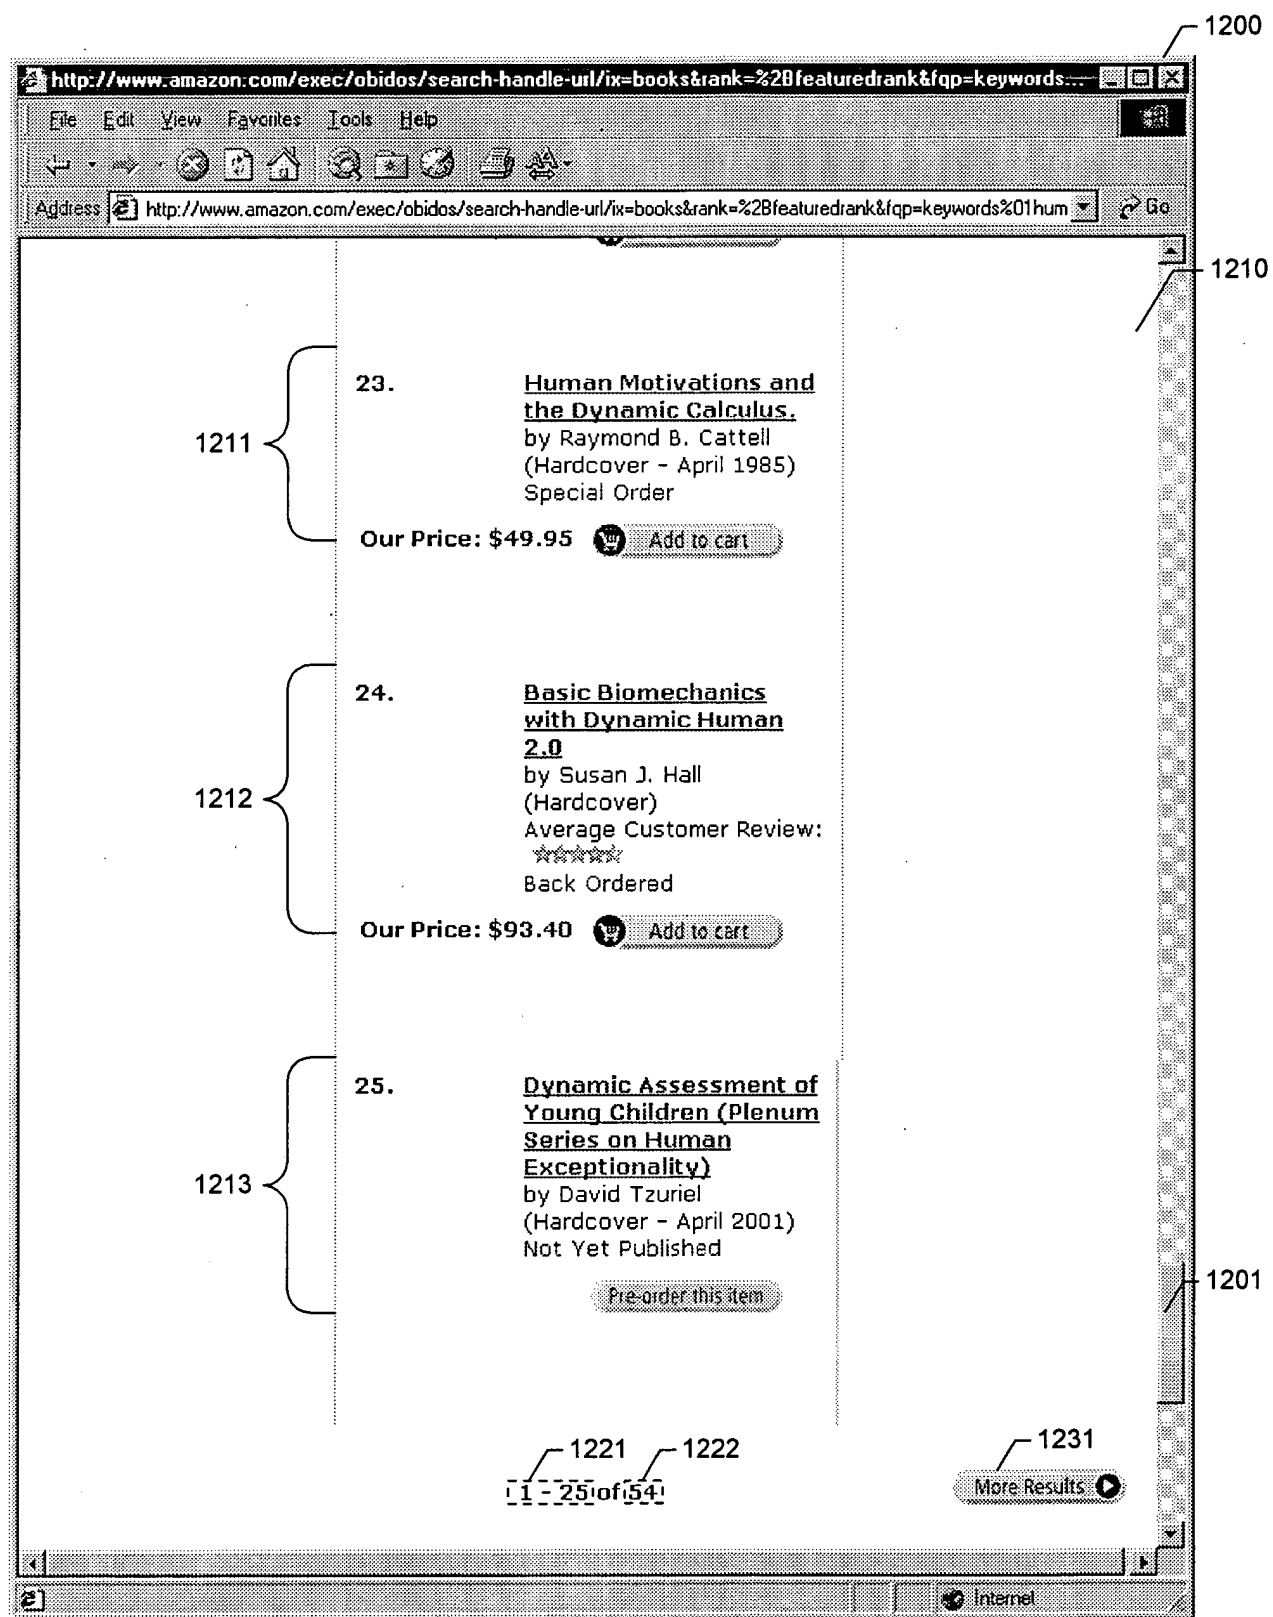 1200
http://www.amazon.com/exec/obidos/search-handle-url/ix=books&rank=%2Bfeaturedrank&fqp=keywords...
File Edit View Favorites Tools Help
Address http://www.amazon.com/exec/obidos/search-handle-url/ix=books&rank=%2Bfeaturedrank&fqp=keywords%01hum Go
1210
1211
23. Human Motivations and
the Dynamic Calculus.
by Raymond B. Cattell
(Hardcover - April 1985)
Special Order
Our Price: $49.95 Add to cart
1212
24. Basic Biomechanics
with Dynamic Human
2.0
by Susan J. Hall
(Hardcover)
Average Customer Review:
Back Ordered
Our Price: $93.40 Add to cart
1213
25. Dynamic Assessment of
Young Children (Plenum
Series on Human
Exceptionality)
by David Tzuriel
(Hardcover - April 2001)
Not Yet Published
Pre-order this item
1201
1221 1222 1231
1 - 25 of 54 More Results
Internet